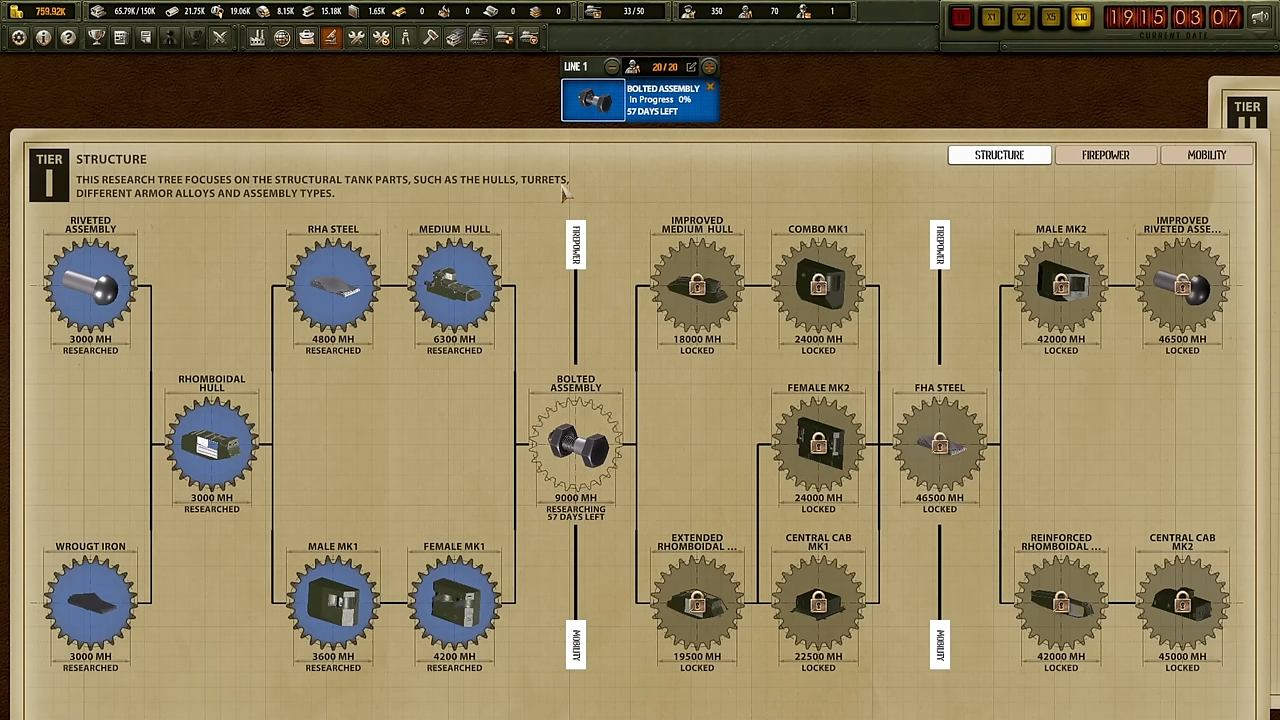 759.92K 65.79K/150K 21.75K 19.06K 8.15K 15.18K 1.65K 0 0 0 0 33/50 350 70 1
X1 X2 X5 X10 1915 03 07
CURRENT DATE
LINE 1 20/20
BOLTED ASSEMBLY
In Progress 0%
57 DAYS LEFT
TIER
II
TIER
I
STRUCTURE
THIS RESEARCH TREE FOCUSES ON THE STRUCTURAL TANK PARTS, SUCH AS THE HULLS, TURRETS,
DIFFERENT ARMOR ALLOYS AND ASSEMBLY TYPES.
STRUCTURE FIREPOWER MOBILITY
RIVETED
ASSEMBLY
3000 MH
RESEARCHED
RHA STEEL
4800 MH
RESEARCHED
MEDIUM HULL
6300 MH
RESEARCHED
FIREPOWER
IMPROVED
MEDIUM HULL
18000 MH
LOCKED
COMBO MK1
24000 MH
LOCKED
FIREPOWER
MALE MK2
42000 MH
LOCKED
IMPROVED
RIVETED ASSE...
46500 MH
LOCKED
RHOMBOIDAL
HULL
3000 MH
RESEARCHED
BOLTED
ASSEMBLY
9000 MH
RESEARCHING
57 DAYS LEFT
FEMALE MK2
24000 MH
LOCKED
FHA STEEL
46500 MH
LOCKED
WROUGT IRON
3000 MH
RESEARCHED
MALE MK1
3600 MH
RESEARCHED
FEMALE MK1
4200 MH
RESEARCHED
MOBILITY
EXTENDED
RHOMBOIDAL ...
19500 MH
LOCKED
CENTRAL CAB
MK1
22500 MH
LOCKED
MOBILITY
REINFORCED
RHOMBOIDAL ...
42000 MH
LOCKED
CENTRAL CAB
MK2
45000 MH
LOCKED